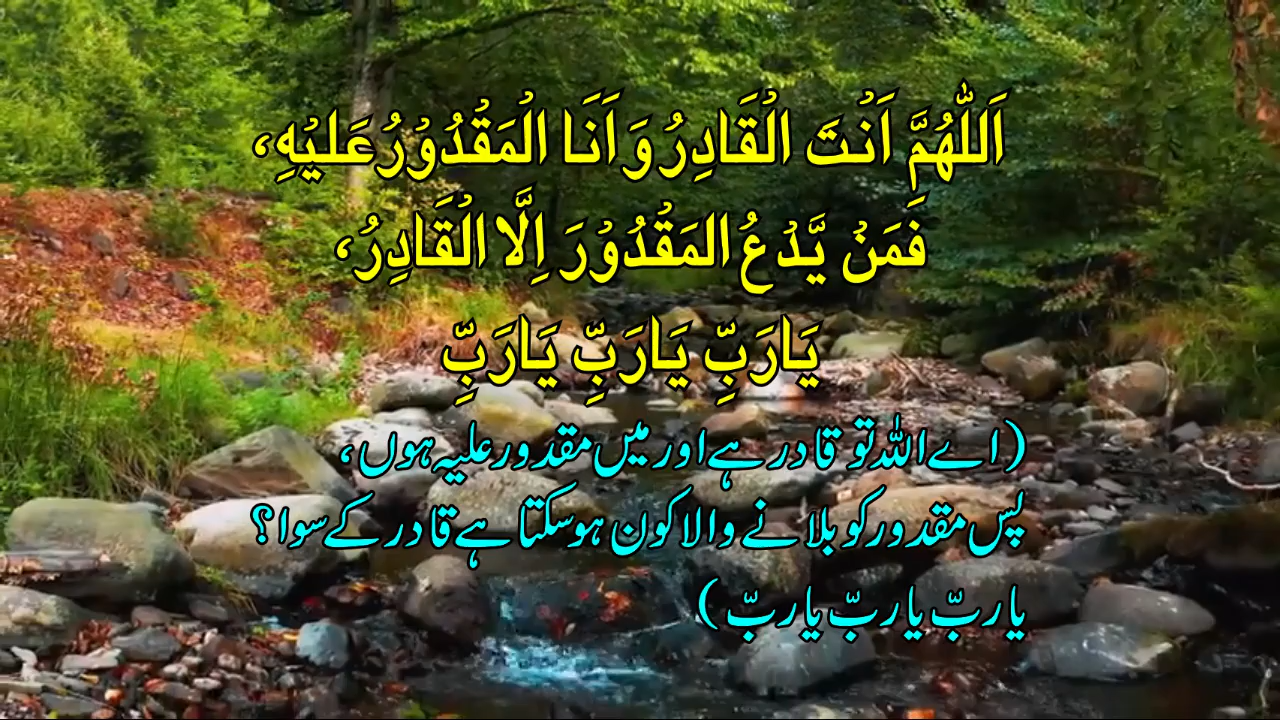 اَللّٰهُمَّ اَنْتَ الْقَادِرُ وَ اَنَا الْمَقْدُوْرُ عَلَيْهِ،
فَمَنْ يَّدْعُ الْمَقْدُوْرَ اِلَّا الْقَادِرُ،
يَارَبِّ يَارَبِّ يَارَبِّ
(اے اللہ تو قادر ہے اور میں مقدور علیہ ہوں،
پس مقدور کو بلانے والا کون ہوسکتا ہے قادر کے سوا؟
یاربّ یاربّ یاربّ)